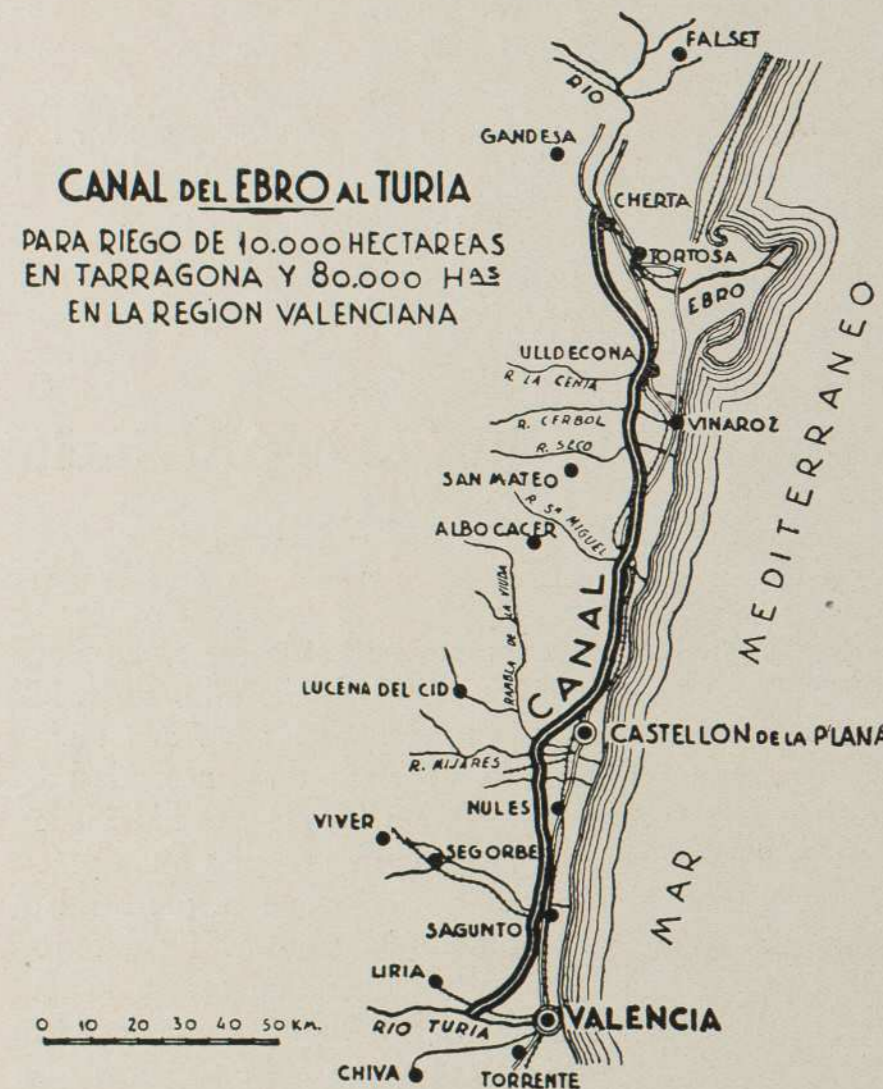 CANAL DEL EBRO AL TURIA
PARA RIEGO DE 10.000 HECTAREAS
EN TARRAGONA Y 80.000 HAS
EN LA REGION VALENCIANA
FALSET
RIO
GANDESA
CHERTA
TORTOSA
EBRO
ULLDECONA
R. LA CENIA
R. CERBOL
VINAROZ
R. SECO
SAN MATEO
R. Sª MIGUEL
ALBOCACER
RAMBLA DE LA VIUDA
CANAL
MAR MEDITERRANEO
LUCENA DEL CID
CASTELLON DE LA PLANA
R. MIJARES
NULES
VIVER
SEGORBE
SAGUNTO
LIRIA
0 10 20 30 40 50 KM.
RIO TURIA
VALENCIA
CHIVA
TORRENTE